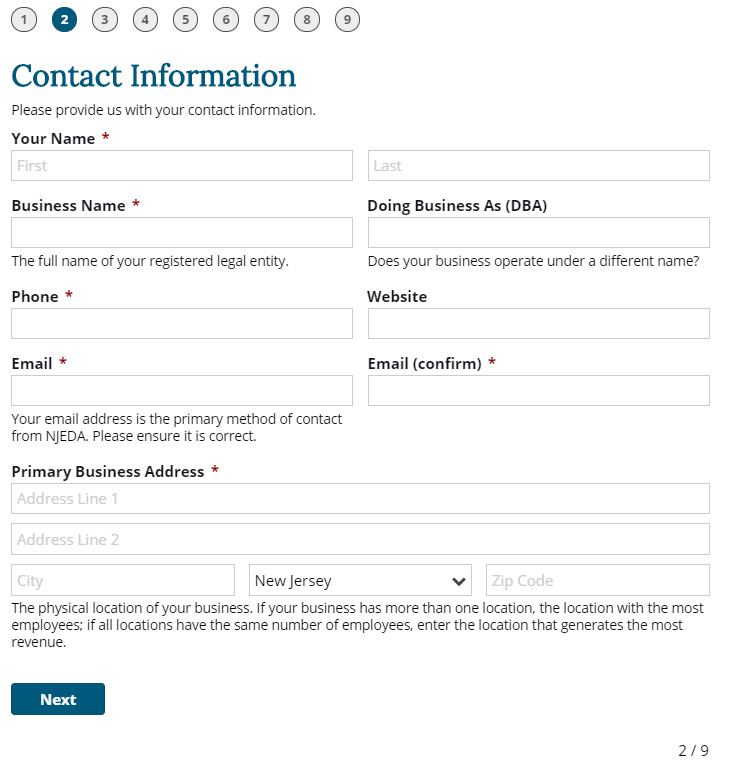 1 2 3 4 5 6 7 8 9
Contact Information
Please provide us with your contact information.
Your Name *
First Last
Business Name * Doing Business As (DBA)
The full name of your registered legal entity. Does your business operate under a different name?
Phone * Website
Email * Email (confirm) *
Your email address is the primary method of contact
from NJEDA. Please ensure it is correct.
Primary Business Address *
Address Line 1
Address Line 2
City New Jersey Zip Code
The physical location of your business. If your business has more than one location, the location with the most
employees; if all locations have the same number of employees, enter the location that generates the most
revenue.
Next
2 / 9